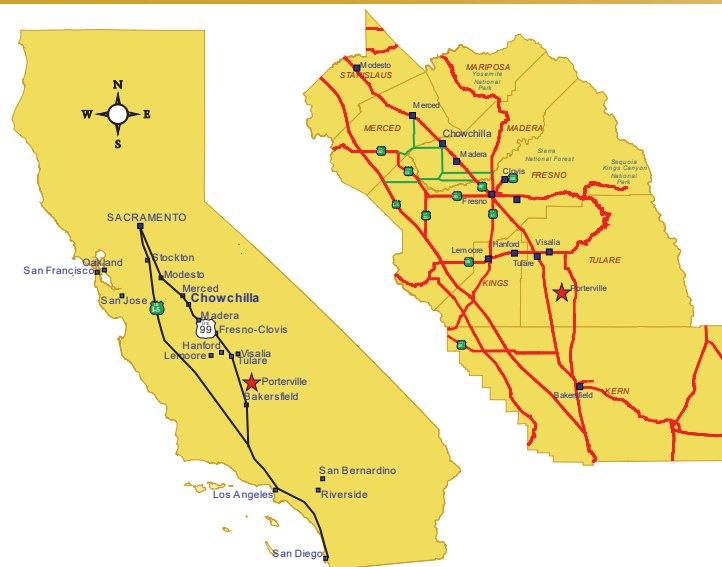 N
W E
S
SACRAMENTO
Stockton
Oakland
San Francisco
Modesto
San Jose
Merced
Chowchilla
Madera
99
Fresno-Clovis
Hanford
Lemoore
Visalia
Tulare
Porterville
Bakersfield
San Bernardino
Los Angeles
Riverside
San Diego
Modesto
STANISLAUS
MARIPOSA
Yosemite
National
Park
Merced
MERCED
Chowchilla
MADERA
Madera
Sierra
National Forest
Sequoia
Kings Canyon
National
Park
Clovis
FRESNO
Fresno
Lemoore
Hanford
Visalia
Tulare
TULARE
KINGS
Porterville
Bakersfield
KERN